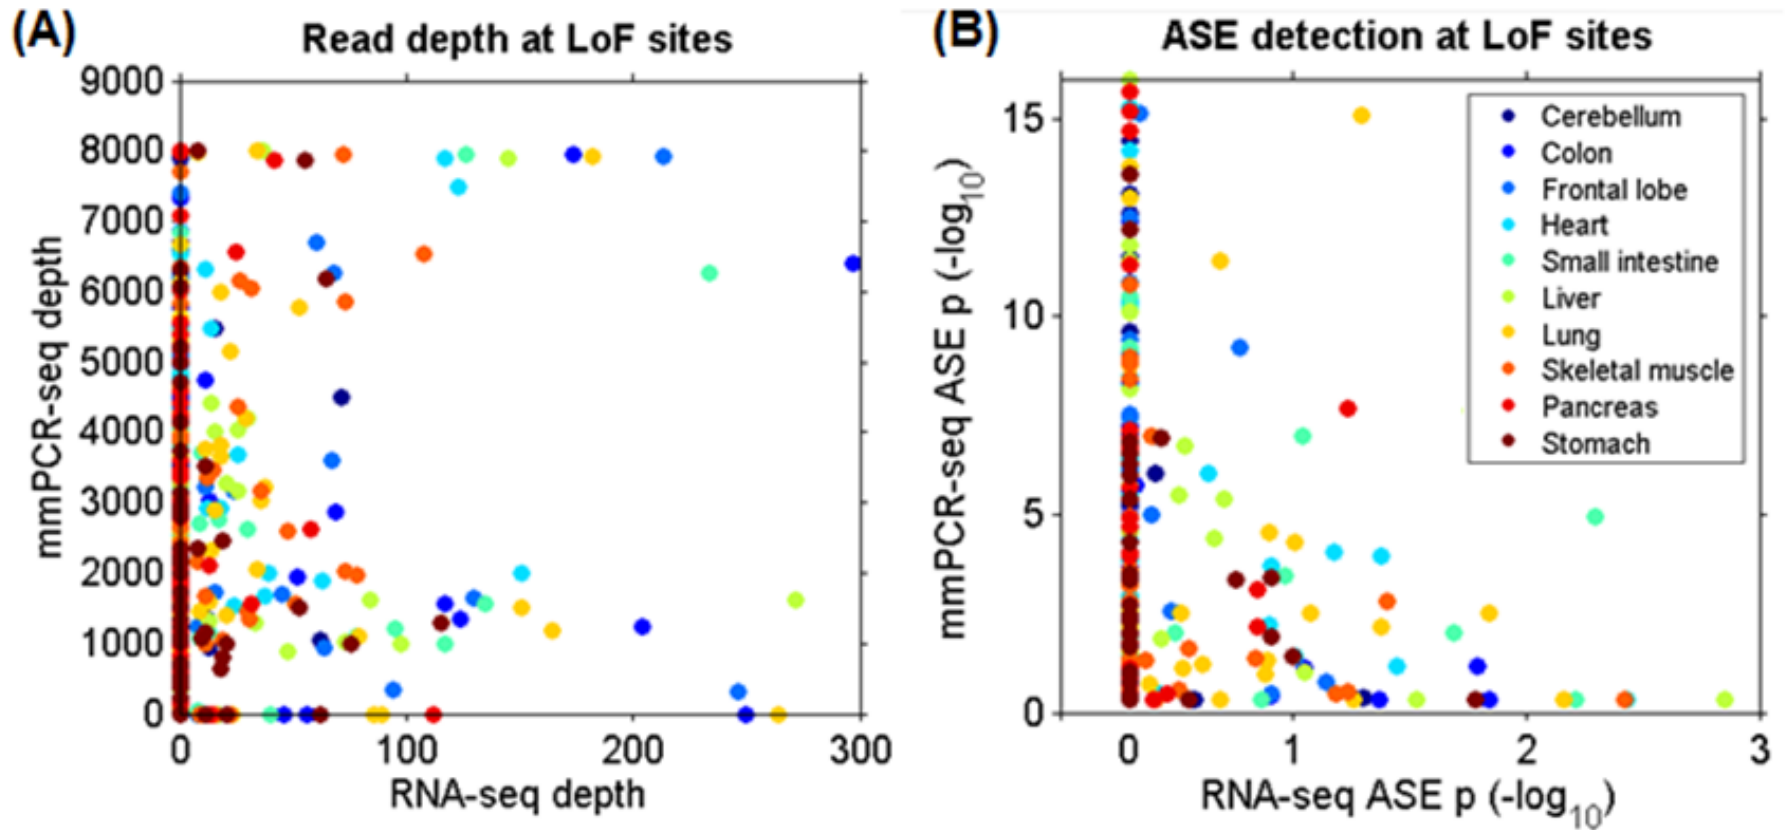 (A)
Read depth at LoF sites
mmPCR-seq depth
9000
8000
7000
6000
5000
4000
3000
2000
1000
0
0 100 200 300
RNA-seq depth
(B)
ASE detection at LoF sites
mmPCR-seq ASE p (-log10)
15
10
5
0
0 1 2 3
RNA-seq ASE p (-log10)
Cerebellum
Colon
Frontal lobe
Heart
Small intestine
Liver
Lung
Skeletal muscle
Pancreas
Stomach